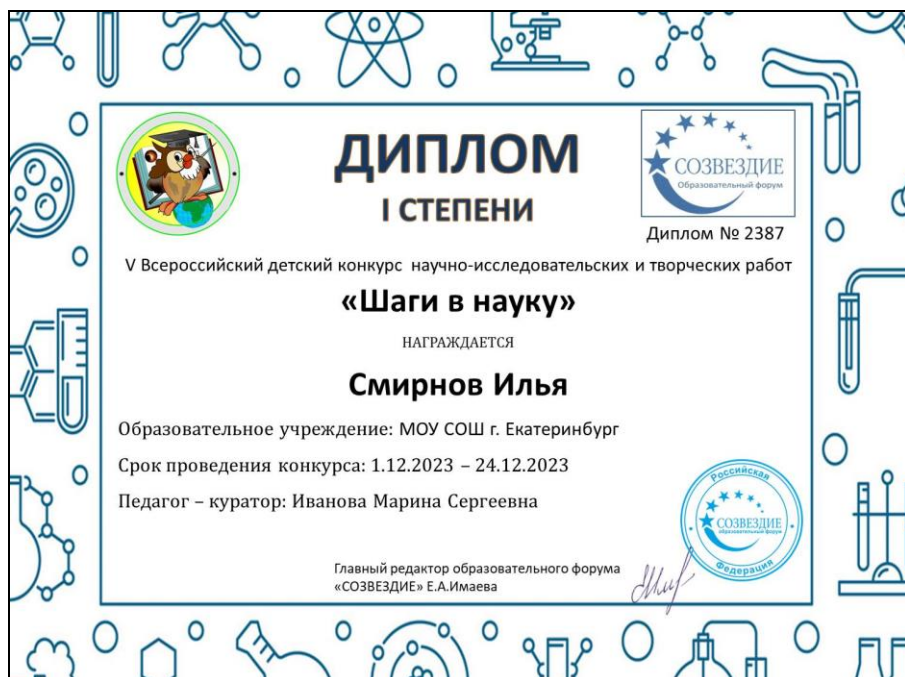 ДИПЛОМ
I СТЕПЕНИ
СОЗВЕЗДИЕ
Образовательный форум
Диплом № 2387
V Всероссийский детский конкурс научно-исследовательских и творческих работ
«Шаги в науку»
НАГРАЖДАЕТСЯ
Смирнов Илья
Образовательное учреждение: МОУ СОШ г. Екатеринбург
Срок проведения конкурса: 1.12.2023 – 24.12.2023
Педагог – куратор: Иванова Марина Сергеевна
Российская
СОЗВЕЗДИЕ
образовательный форум
Федерация
Главный редактор образовательного форума
«СОЗВЕЗДИЕ» Е.А.Имаева